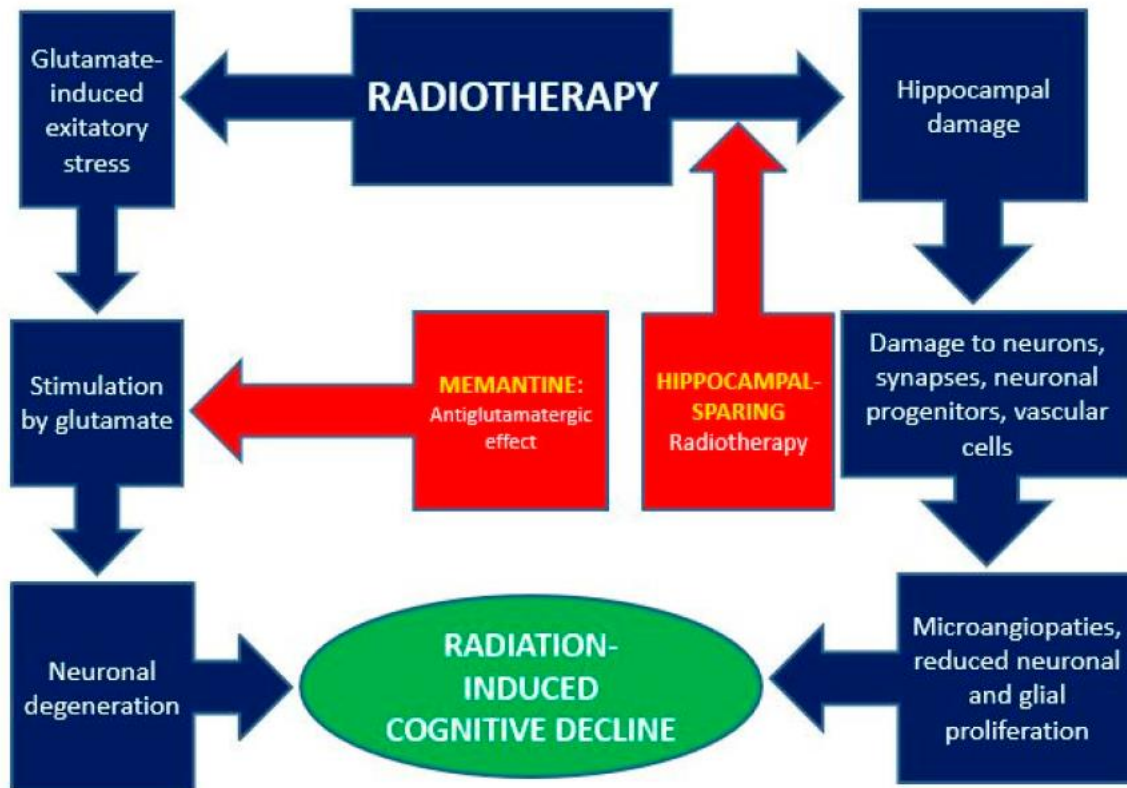 Glutamate-
induced
exitatory
stress
RADIOTHERAPY
Hippocampal
damage
Stimulation
by glutamate
MEMANTINE:
Antiglutamatergic
effect
HIPPOCAMPAL-
SPARING
Radiotherapy
Damage to neurons,
synapses, neuronal
progenitors, vascular
cells
Neuronal
degeneration
RADIATION-
INDUCED
COGNITIVE DECLINE
Microangiopaties,
reduced neuronal
and glial
proliferation